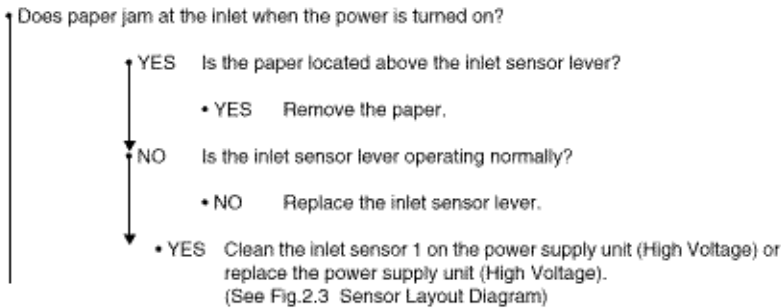 • Does paper jam at the inlet when the power is turned on?
• YES Is the paper located above the inlet sensor lever?
• YES Remove the paper.
• NO Is the inlet sensor lever operating normally?
• NO Replace the inlet sensor lever.
• YES Clean the inlet sensor 1 on the power supply unit (High Voltage) or
replace the power supply unit (High Voltage).
(See Fig.2.3 Sensor Layout Diagram)